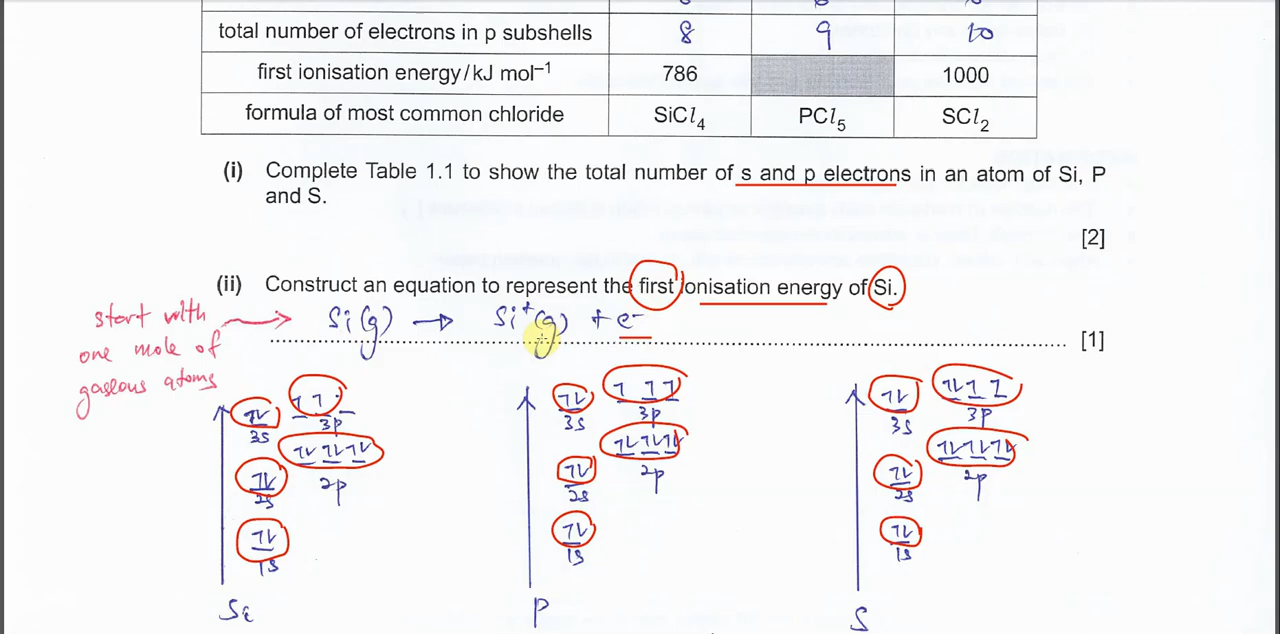 total number of electrons in p subshells 8 9 10
first ionisation energy/kJ mol⁻¹ 786 1000
formula of most common chloride SiCl₄ PCl₅ SCl₂
(i) Complete Table 1.1 to show the total number of s and p electrons in an atom of Si, P
and S.
[2]
(ii) Construct an equation to represent the first ionisation energy of Si.
start with
one mole of
gaseous atoms
Si(g) → Si⁺(g) + e⁻
[1]
3s 3p
2s 2p
1s
Si
3s 3p
2s 2p
1s
P
3s 3p
2s 2p
1s
S